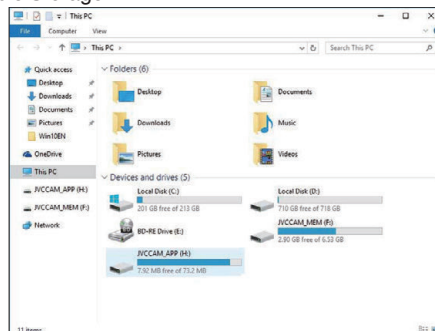 This PC
File Computer View
This PC
Search This PC
Quick access
Desktop
Downloads
Documents
Pictures
Win10EN
OneDrive
This PC
JVCCAM_APP (H:)
JVCCAM_MEM (F:)
Network
Folders (6)
Desktop
Documents
Downloads
Music
Pictures
Videos
Devices and drives (5)
Local Disk (C:)
201 GB free of 213 GB
Local Disk (D:)
710 GB free of 718 GB
BD-RE Drive (E:)
JVCCAM_MEM (F:)
2.90 GB free of 6.53 GB
JVCCAM_APP (H:)
7.92 MB free of 73.2 MB
11 items